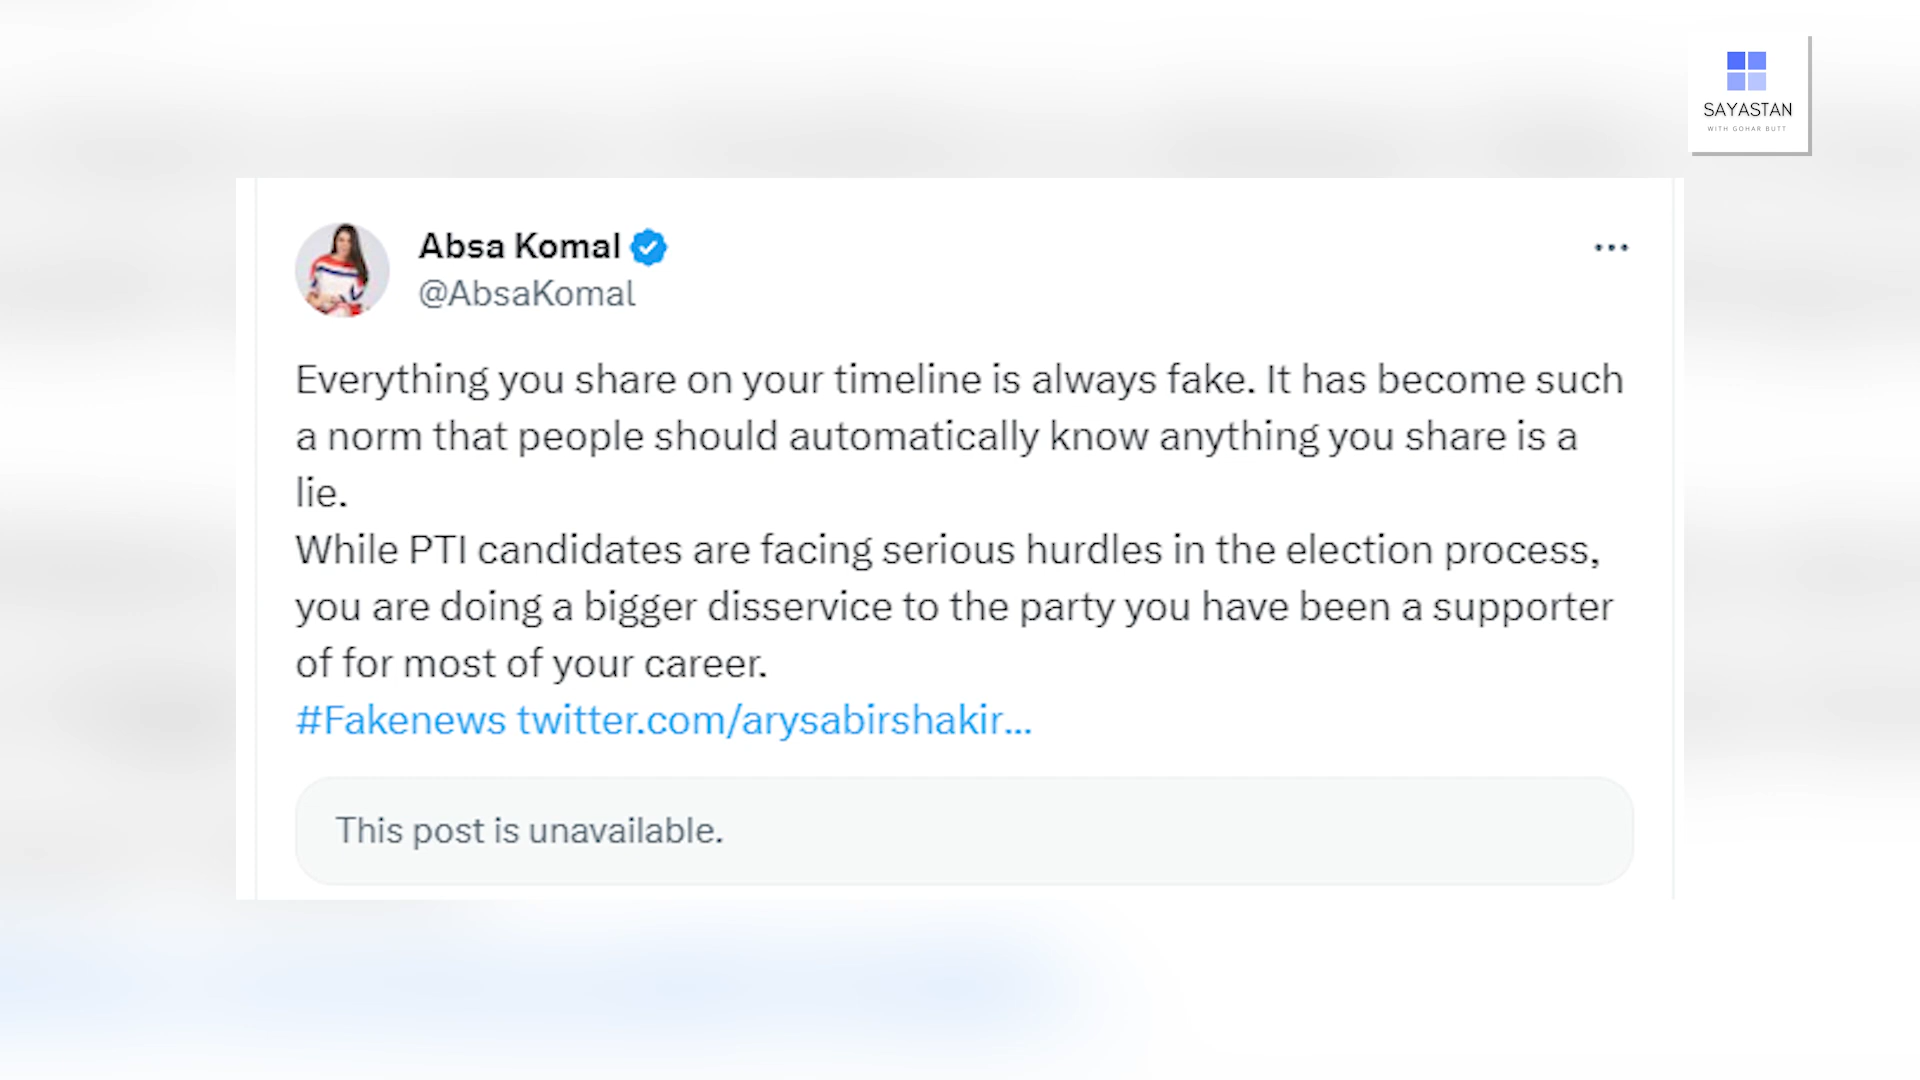 SAYASTAN
WITH GOHAR BUTT
Absa Komal
@AbsaKomal
Everything you share on your timeline is always fake. It has become such
a norm that people should automatically know anything you share is a
lie.
While PTI candidates are facing serious hurdles in the election process,
you are doing a bigger disservice to the party you have been a supporter
of for most of your career.
#Fakenews twitter.com/arysabirshakir...
This post is unavailable.